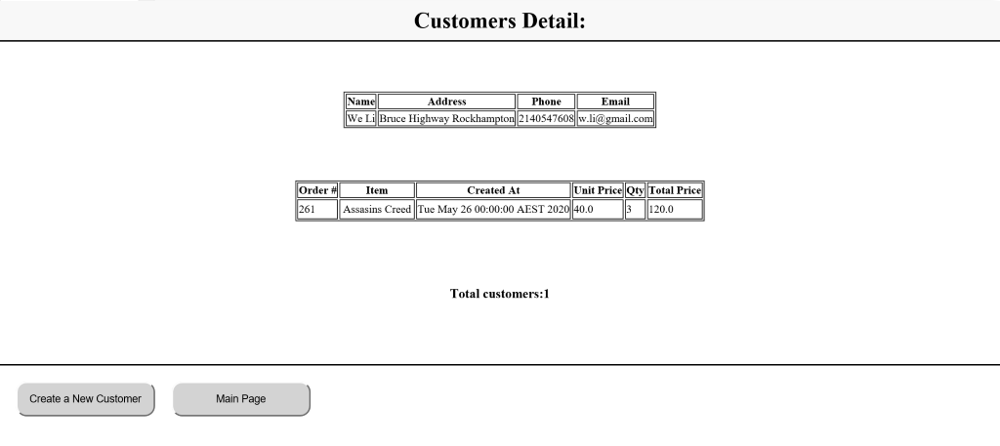 Customers Detail:
Name Address Phone Email
We Li Bruce Highway Rockhampton 2140547608 w.li@gmail.com
Order # Item Created At Unit Price Qty Total Price
261 Assasins Creed Tue May 26 00:00:00 AEST 2020 40.0 3 120.0
Total customers:1
Create a New Customer Main Page